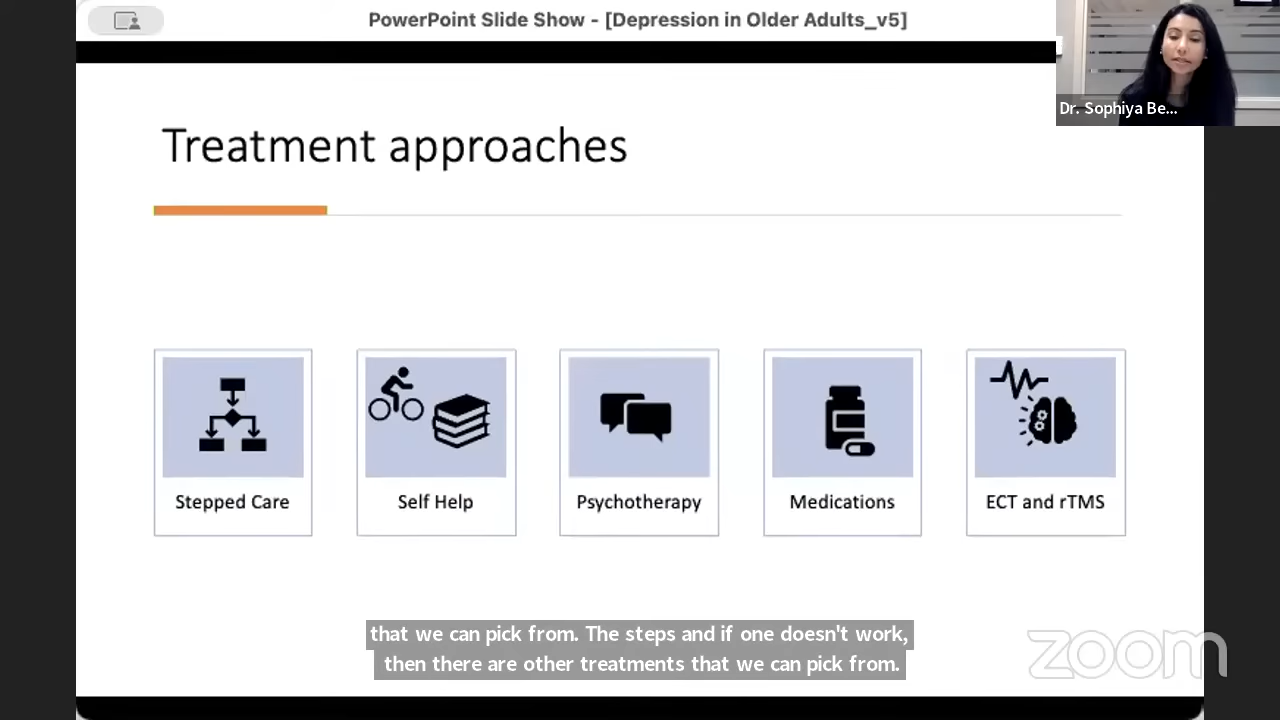 PowerPoint Slide Show - [Depression in Older Adults_v5]
Dr. Sophiya Be...
Treatment approaches
Stepped Care
Self Help
Psychotherapy
Medications
ECT and rTMS
that we can pick from. The steps and if one doesn't work,
then there are other treatments that we can pick from.
zoom